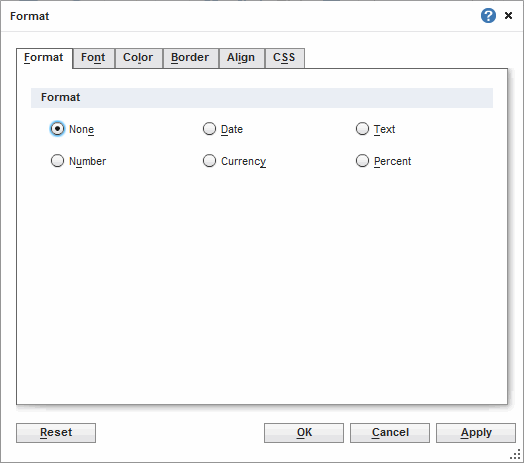 Format
Format Font Color Border Align CSS
Format
None Date Text
Number Currency Percent
Reset OK Cancel Apply